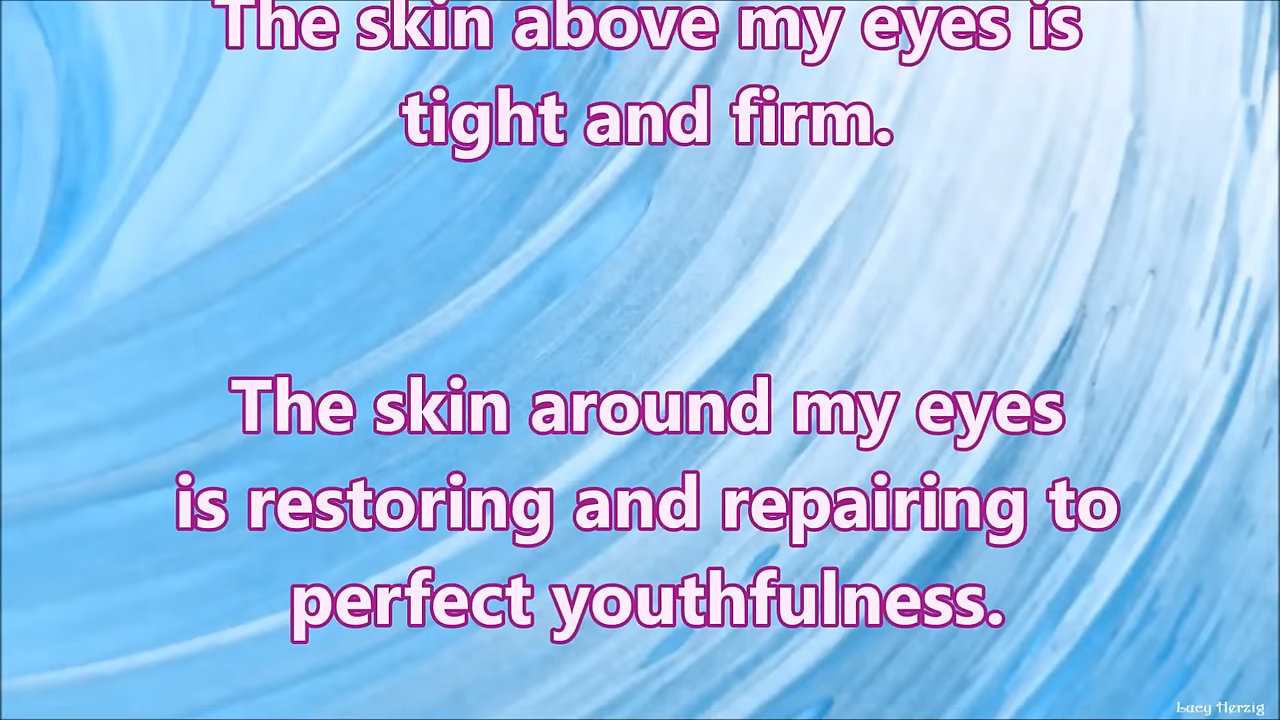 The skin above my eyes is
tight and firm.
The skin around my eyes
is restoring and repairing to
perfect youthfulness.
Lucy Herzig